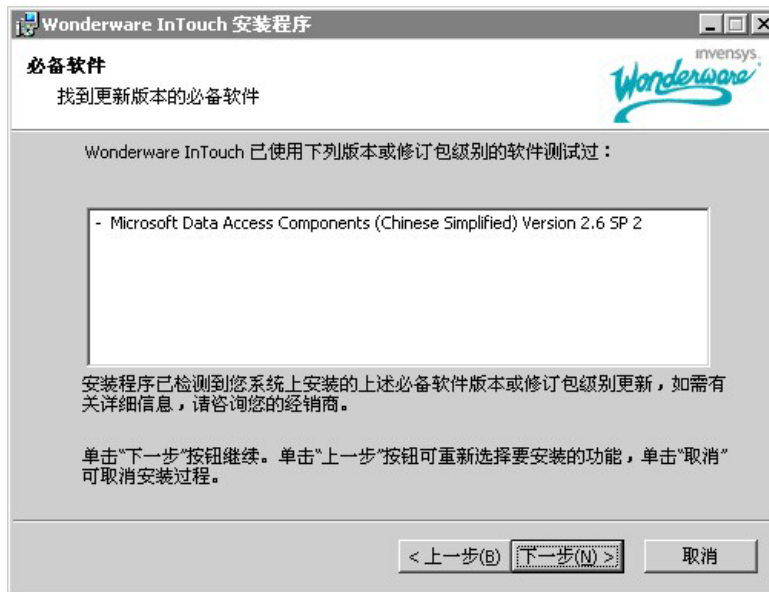 Wonderware InTouch 安装程序
必备软件
找到更新版本的必备软件
invensys.
Wonderware
Wonderware InTouch 已使用下列版本或修订包级别的软件测试过：
- Microsoft Data Access Components (Chinese Simplified) Version 2.6 SP 2
安装程序已检测到您系统上安装的上述必备软件版本或修订包级别更新，如需有
关详细信息，请咨询您的经销商。
单击“下一步”按钮继续。单击“上一步”按钮可重新选择要安装的功能，单击“取消”
可取消安装过程。
< 上一步(B) 下一步(N) > 取消